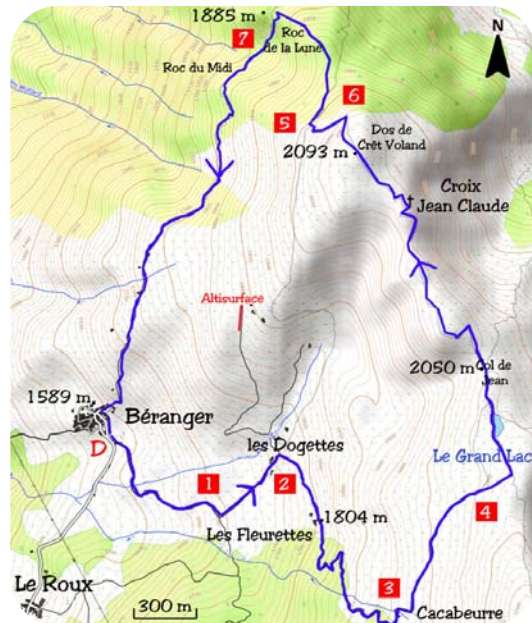 1885 m
N
7
Roc
de la Lune
Roc du Midi
6
5
Dos de
Crêt Voland
2093 m
Croix
Jean Claude
Altisurface
2050 m
Col de
Jean
1589 m
Béranger
D
les Dogettes
Le Grand Lac
1
2
4
1804 m
Les Fleurettes
Le Roux
3
300 m
Cacabeurre